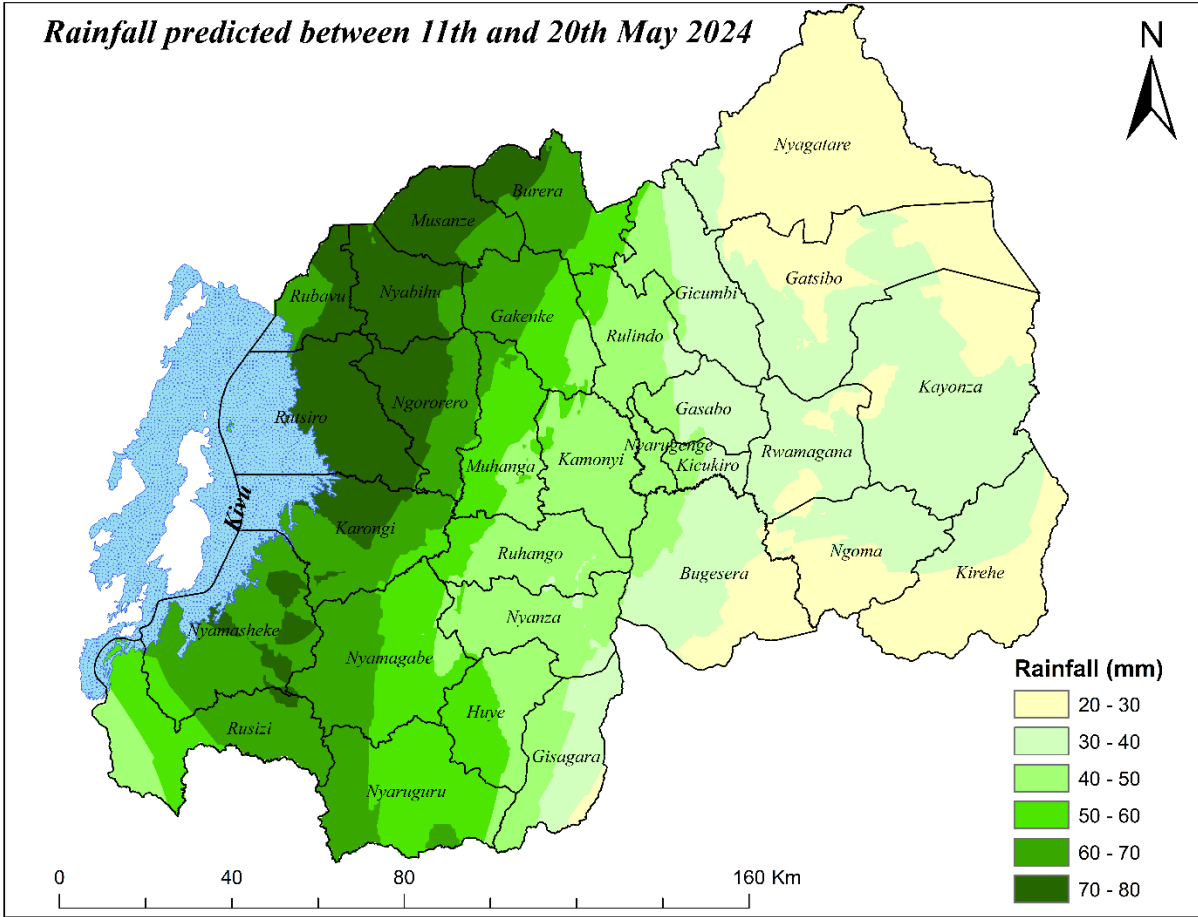 Rainfall predicted between 11th and 20th May 2024
N
Nyagatare
Burera
Musanze
Gatsibo
Rubavu
Nyabihu
Gicumbi
Gakenke
Rulindo
Kayonza
Ngororero
Gasabo
Rutsiro
Nyarugenge
Kamonyi
Rwamagana
Muhanga
Kicukiro
Kivu
Karongi
Ruhango
Ngoma
Bugesera
Kirehe
Nyanza
Nyamasheke
Nyamagabe
Huye
Rusizi
Gisagara
Nyaruguru
Rainfall (mm)
20 - 30
30 - 40
40 - 50
50 - 60
60 - 70
70 - 80
0 40 80 160 Km